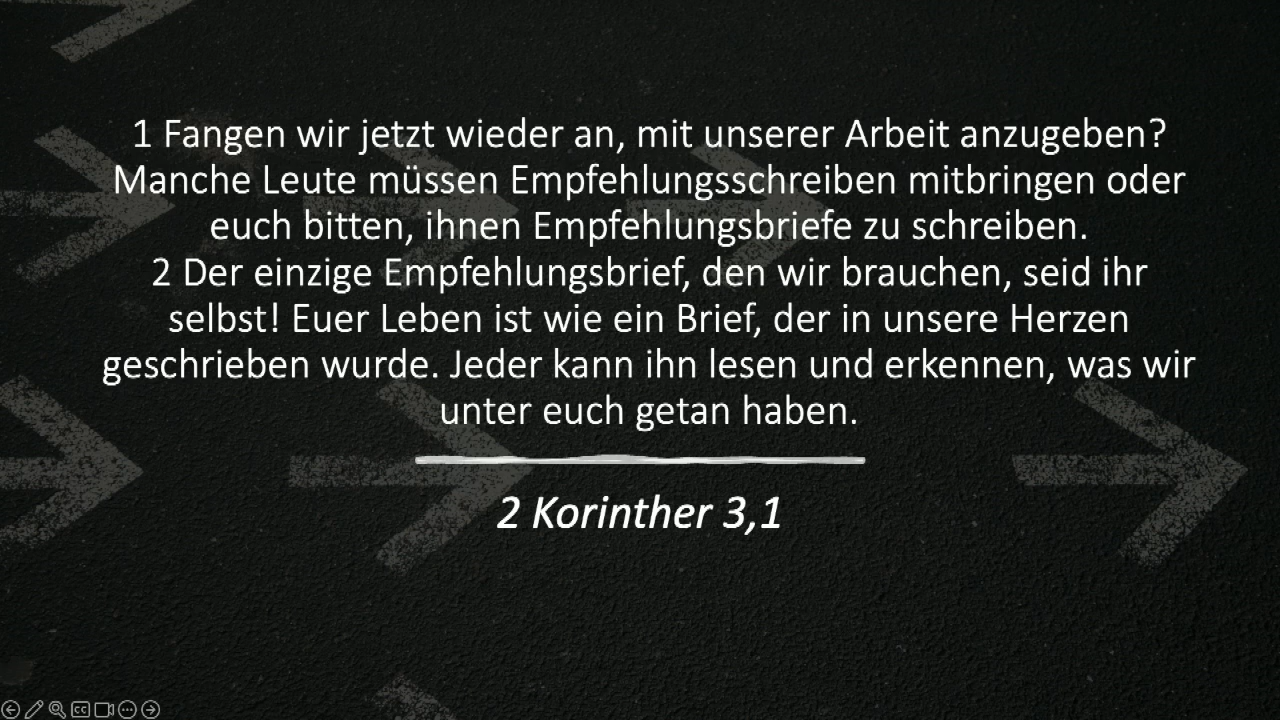 1 Fangen wir jetzt wieder an, mit unserer Arbeit anzugeben?
Manche Leute müssen Empfehlungsschreiben mitbringen oder
euch bitten, ihnen Empfehlungsbriefe zu schreiben.
2 Der einzige Empfehlungsbrief, den wir brauchen, seid ihr
selbst! Euer Leben ist wie ein Brief, der in unsere Herzen
geschrieben wurde. Jeder kann ihn lesen und erkennen, was wir
unter euch getan haben.
2 Korinther 3,1
CC